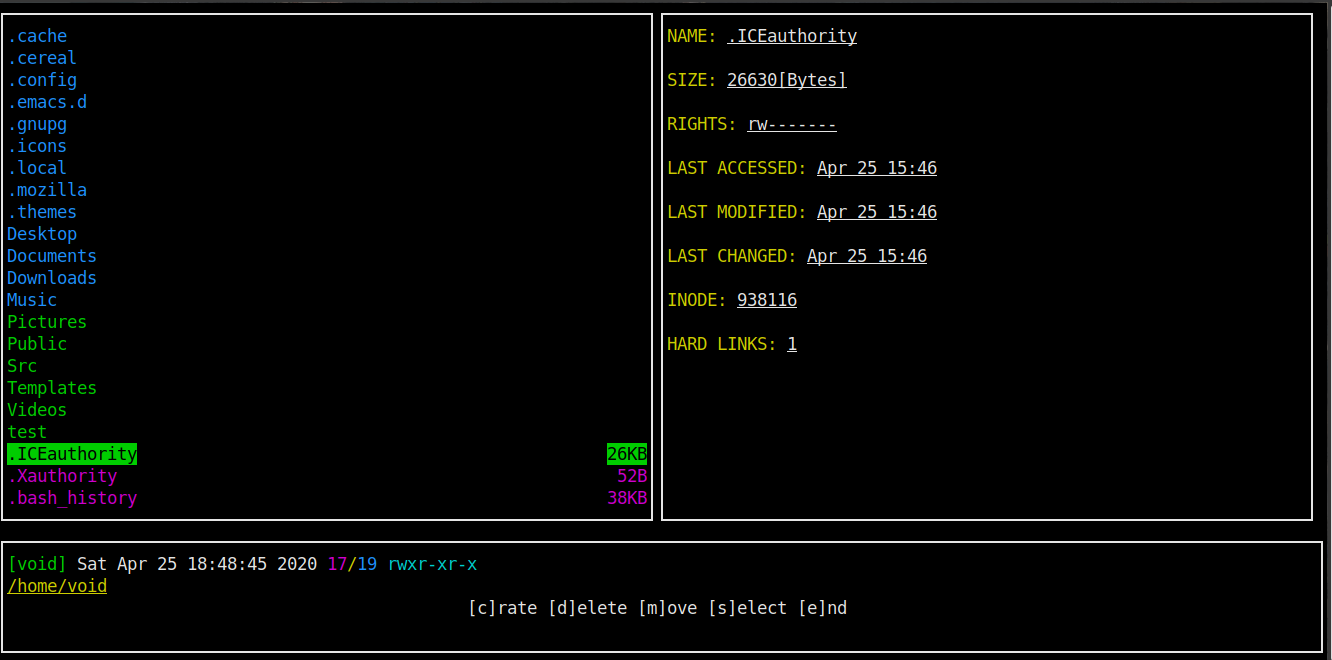 .cache
.cereal
.config
.emacs.d
.gnupg
.icons
.local
.mozilla
.themes
Desktop
Documents
Downloads
Music
Pictures
Public
Src
Templates
Videos
test
.ICEauthority 26KB
.Xauthority 52B
.bash_history 38KB
NAME: .ICEauthority
SIZE: 26630[Bytes]
RIGHTS: rw-------
LAST ACCESSED: Apr 25 15:46
LAST MODIFIED: Apr 25 15:46
LAST CHANGED: Apr 25 15:46
INODE: 938116
HARD LINKS: 1
[void] Sat Apr 25 18:48:45 2020 17/19 rwxr-xr-x
/home/void
[c]rate [d]elete [m]ove [s]elect [e]nd